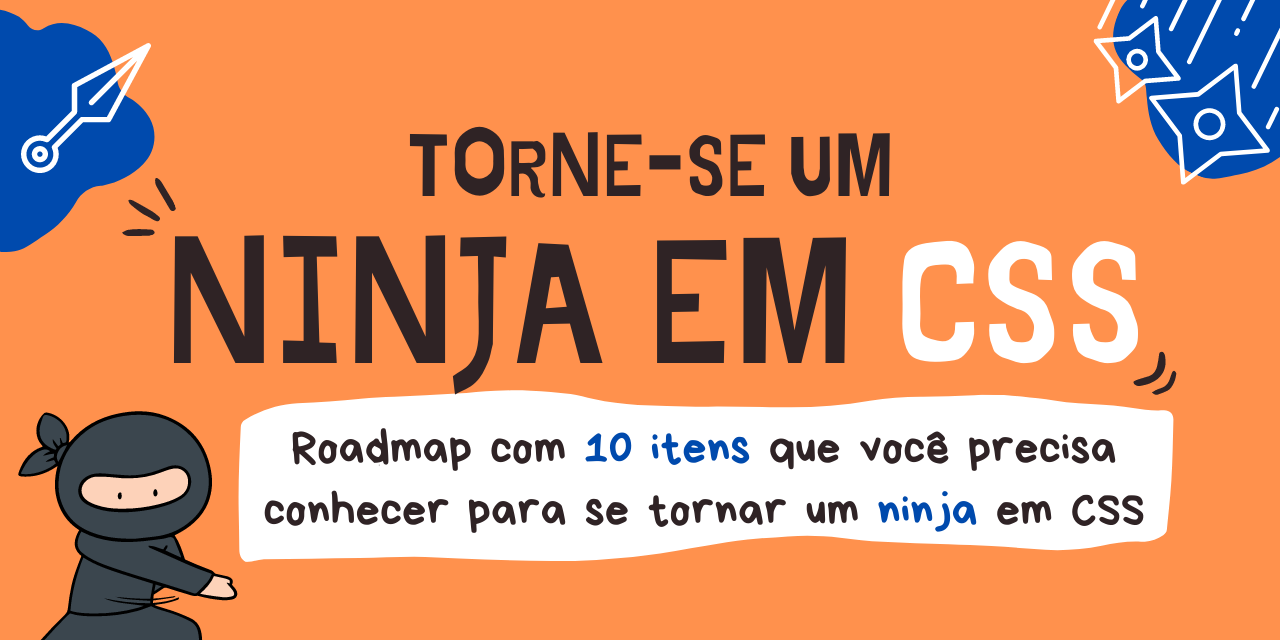 TORNE-SE UM
NINJA EM CSS
Roadmap com 10 itens que você precisa
conhecer para se tornar um ninja em CSS